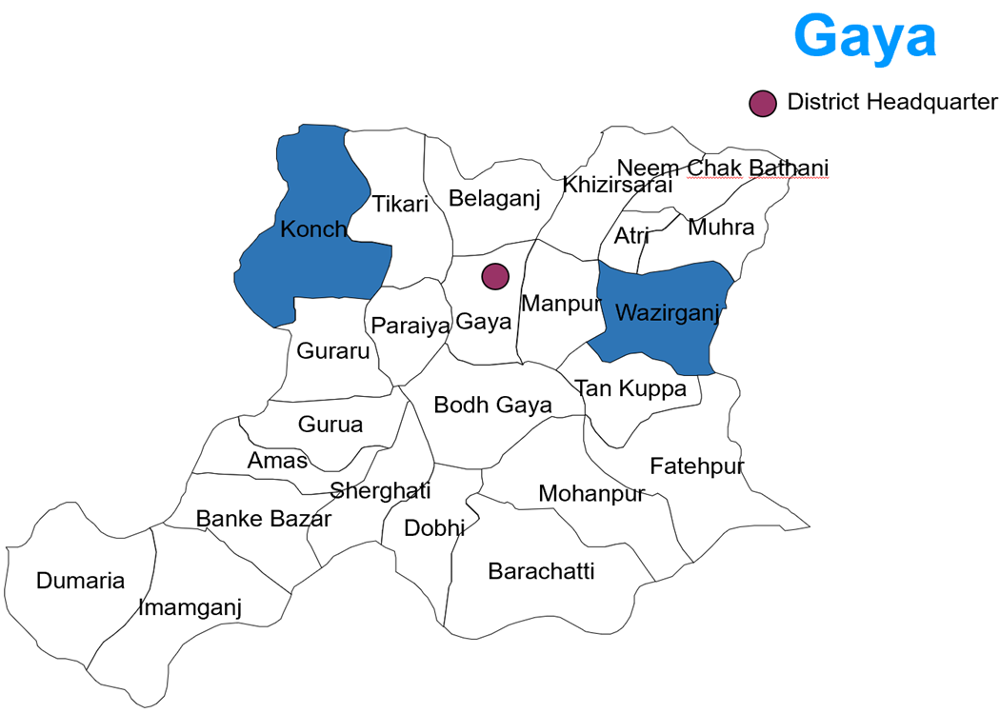 Gaya
District Headquarter
Neem Chak Bathani
Khizirsarai
Belaganj
Tikari
Konch
Atri
Muhra
Manpur
Wazirganj
Gaya
Paraiya
Guraru
Tan Kuppa
Bodh Gaya
Gurua
Amas
Fatehpur
Sherghati
Mohanpur
Banke Bazar
Dobhi
Barachatti
Dumaria
Imamganj